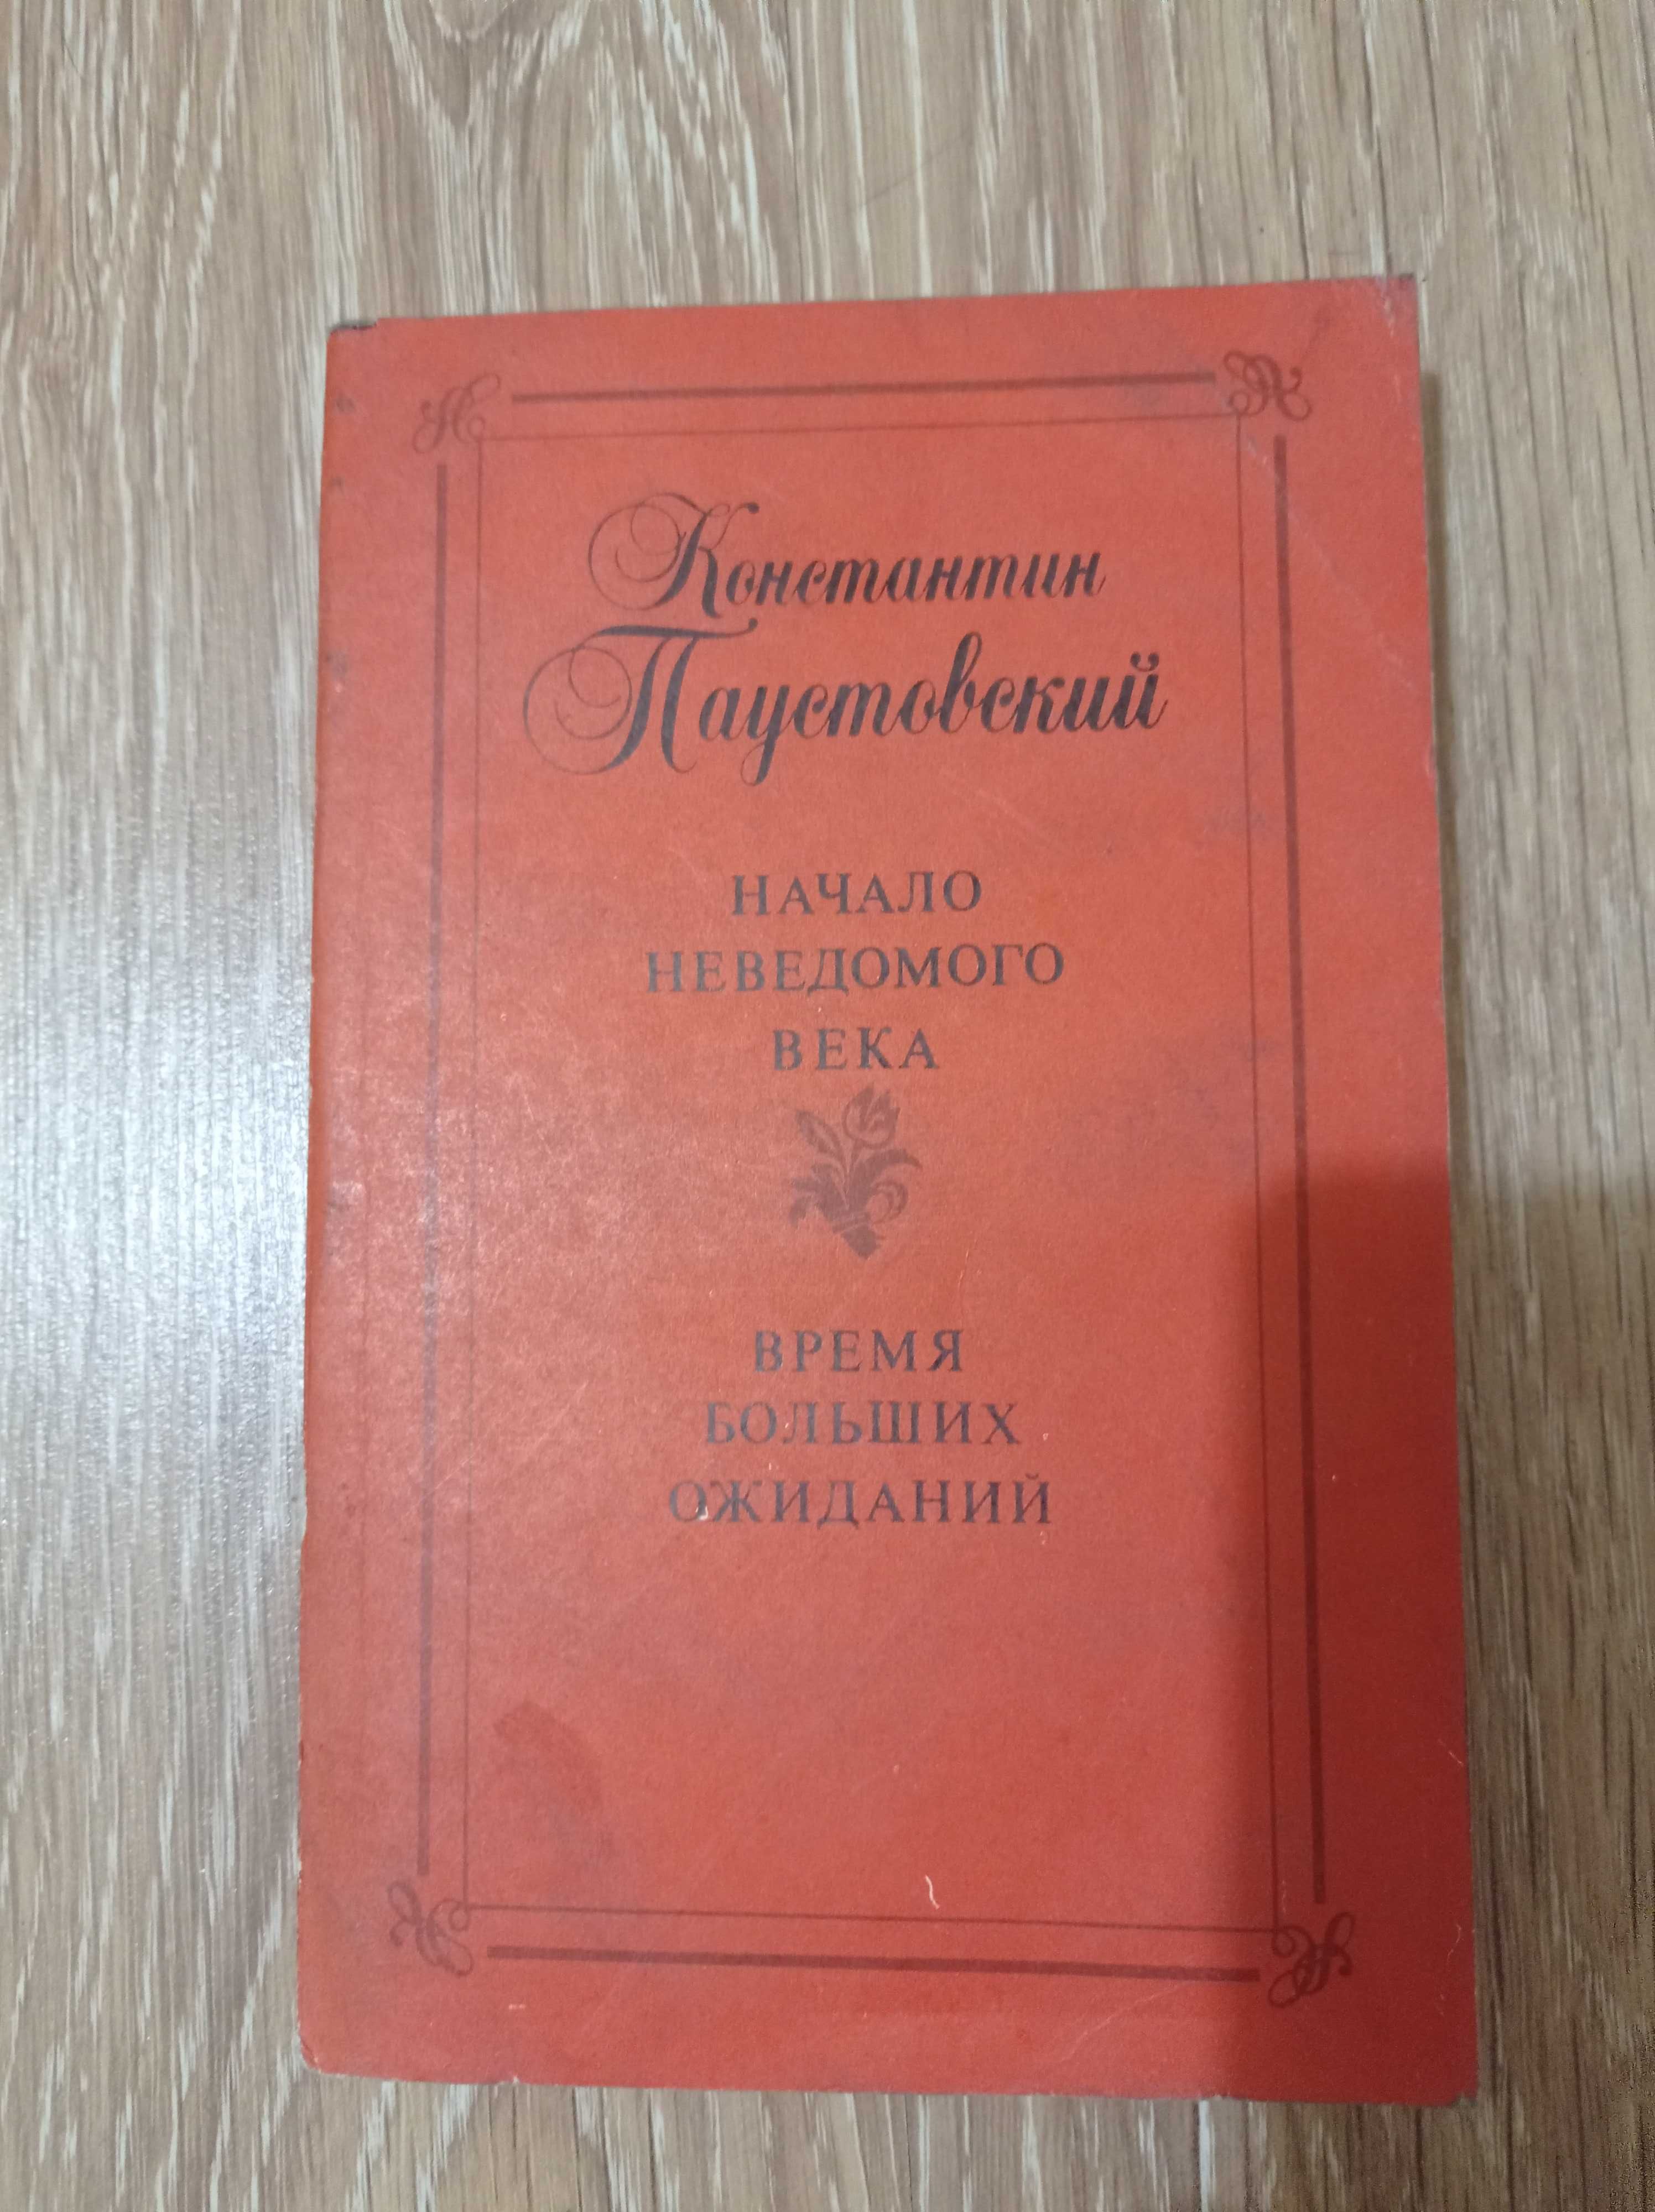 Константин
Паустовский
НАЧАЛО
НЕВЕДОМОГО
ВЕКА
ВРЕМЯ
БОЛЬШИХ
ОЖИДАНИЙ